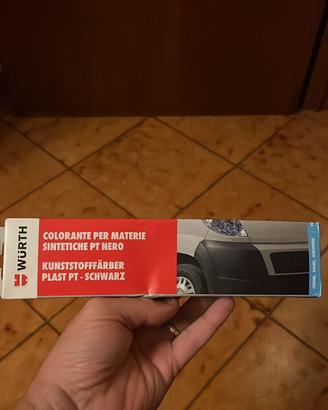 WÜRTH
COLORANTE PER MATERIE
SINTETICHE PT NERO
KUNSTSTOFFFÄRBER
PLAST PT - SCHWARZ